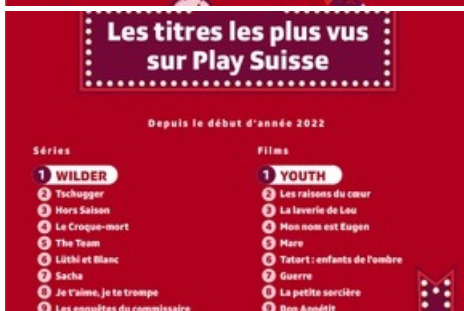 Les titres les plus vus
sur Play Suisse
Depuis le début d'année 2022
Séries
1 WILDER
2 Tschugger
3 Hors Saison
4 Le Croque-mort
5 The Team
6 Lüthi et Blanc
7 Sacha
8 Je t'aime, je te trompe
9 Les enquêtes du commissaire
Films
1 YOUTH
2 Les raisons du cœur
3 La laverie de Lou
4 Mon nom est Eugen
5 Mare
6 Tatort : enfants de l'ombre
7 Guerre
8 La petite sorcière
9 Bon Appétit